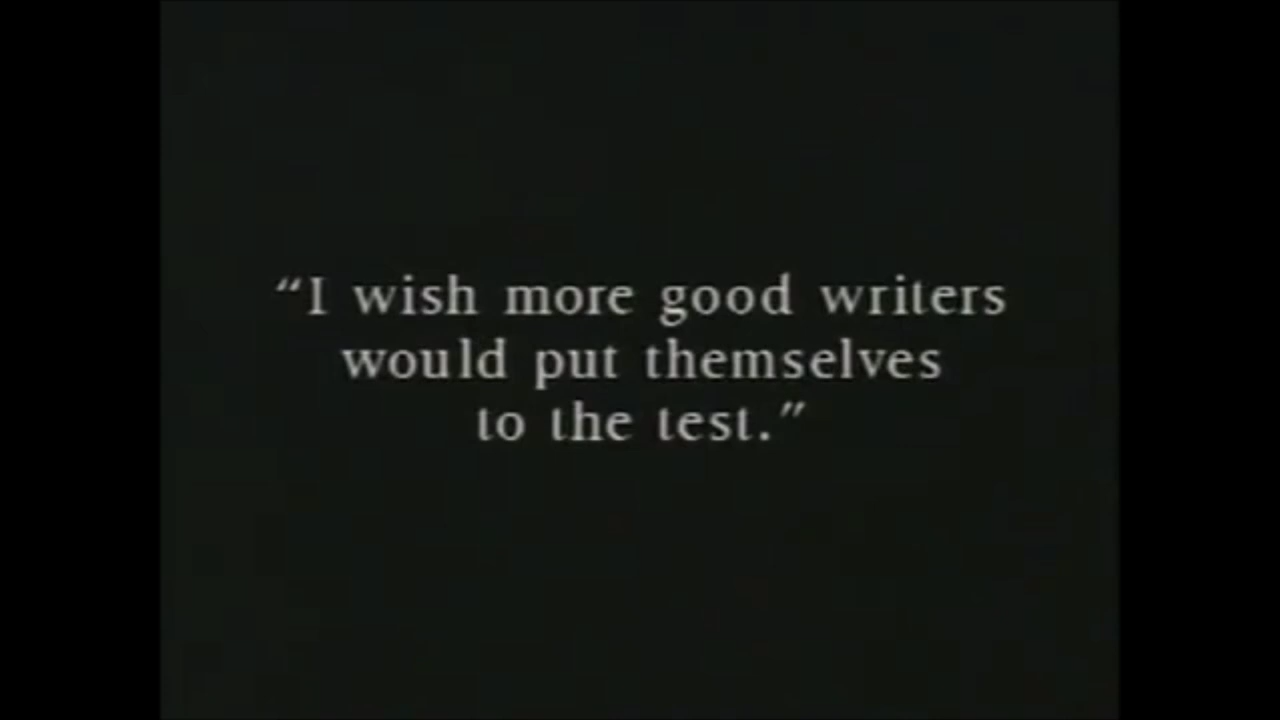 “I wish more good writers
would put themselves
to the test.”